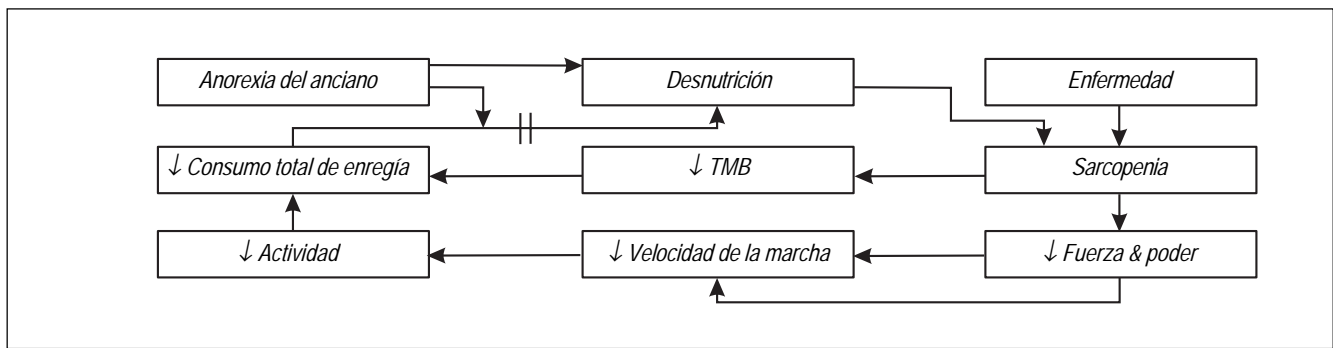 Anorexia del anciano
Desnutrición
Enfermedad
↓ Consumo total de enregía
↓ TMB
Sarcopenia
↓ Actividad
↓ Velocidad de la marcha
↓ Fuerza & poder